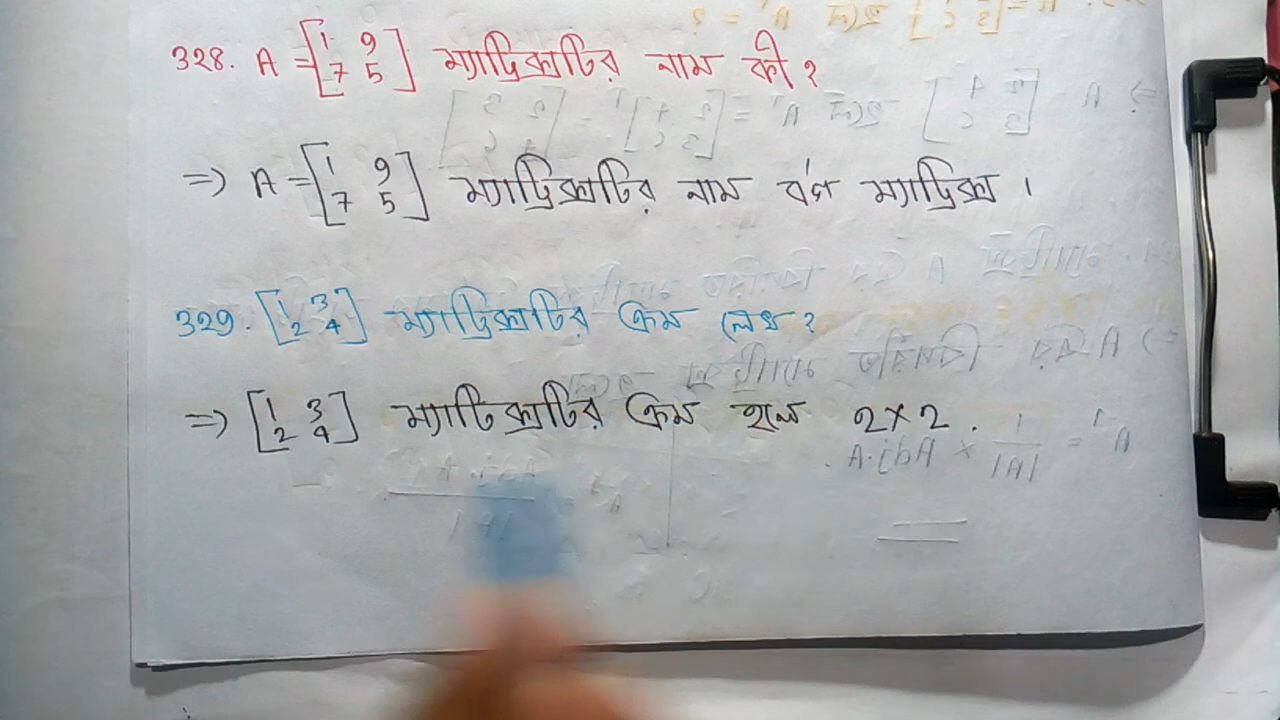 328. A = [1 9 7 5] ম্যাট্রিক্সটির নাম কী?
=> A = [1 9 7 5] ম্যাট্রিক্সটির নাম বর্গ ম্যাট্রিক্স ।
329. [1 3 2 4] ম্যাট্রিক্সটির ক্রম লেখ?
=> [1 3 2 4] ম্যাটিক্সটির ক্রম হলে 2×2 .